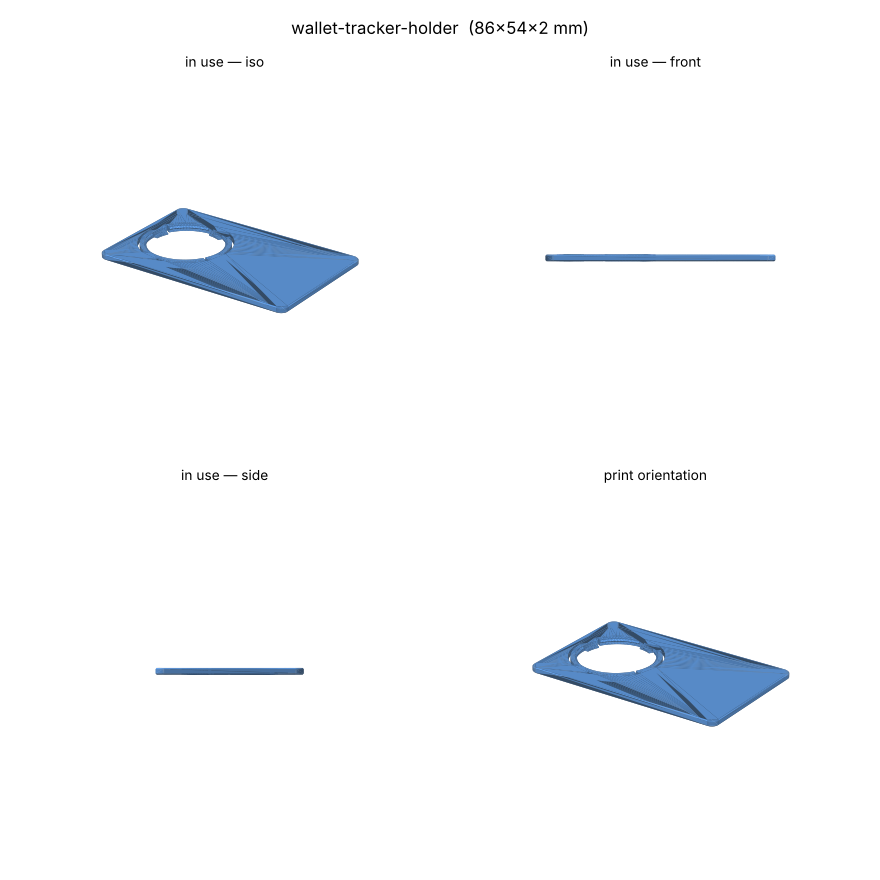 wallet-tracker-holder (86×54×2 mm)
in use — iso
in use — front
in use — side
print orientation